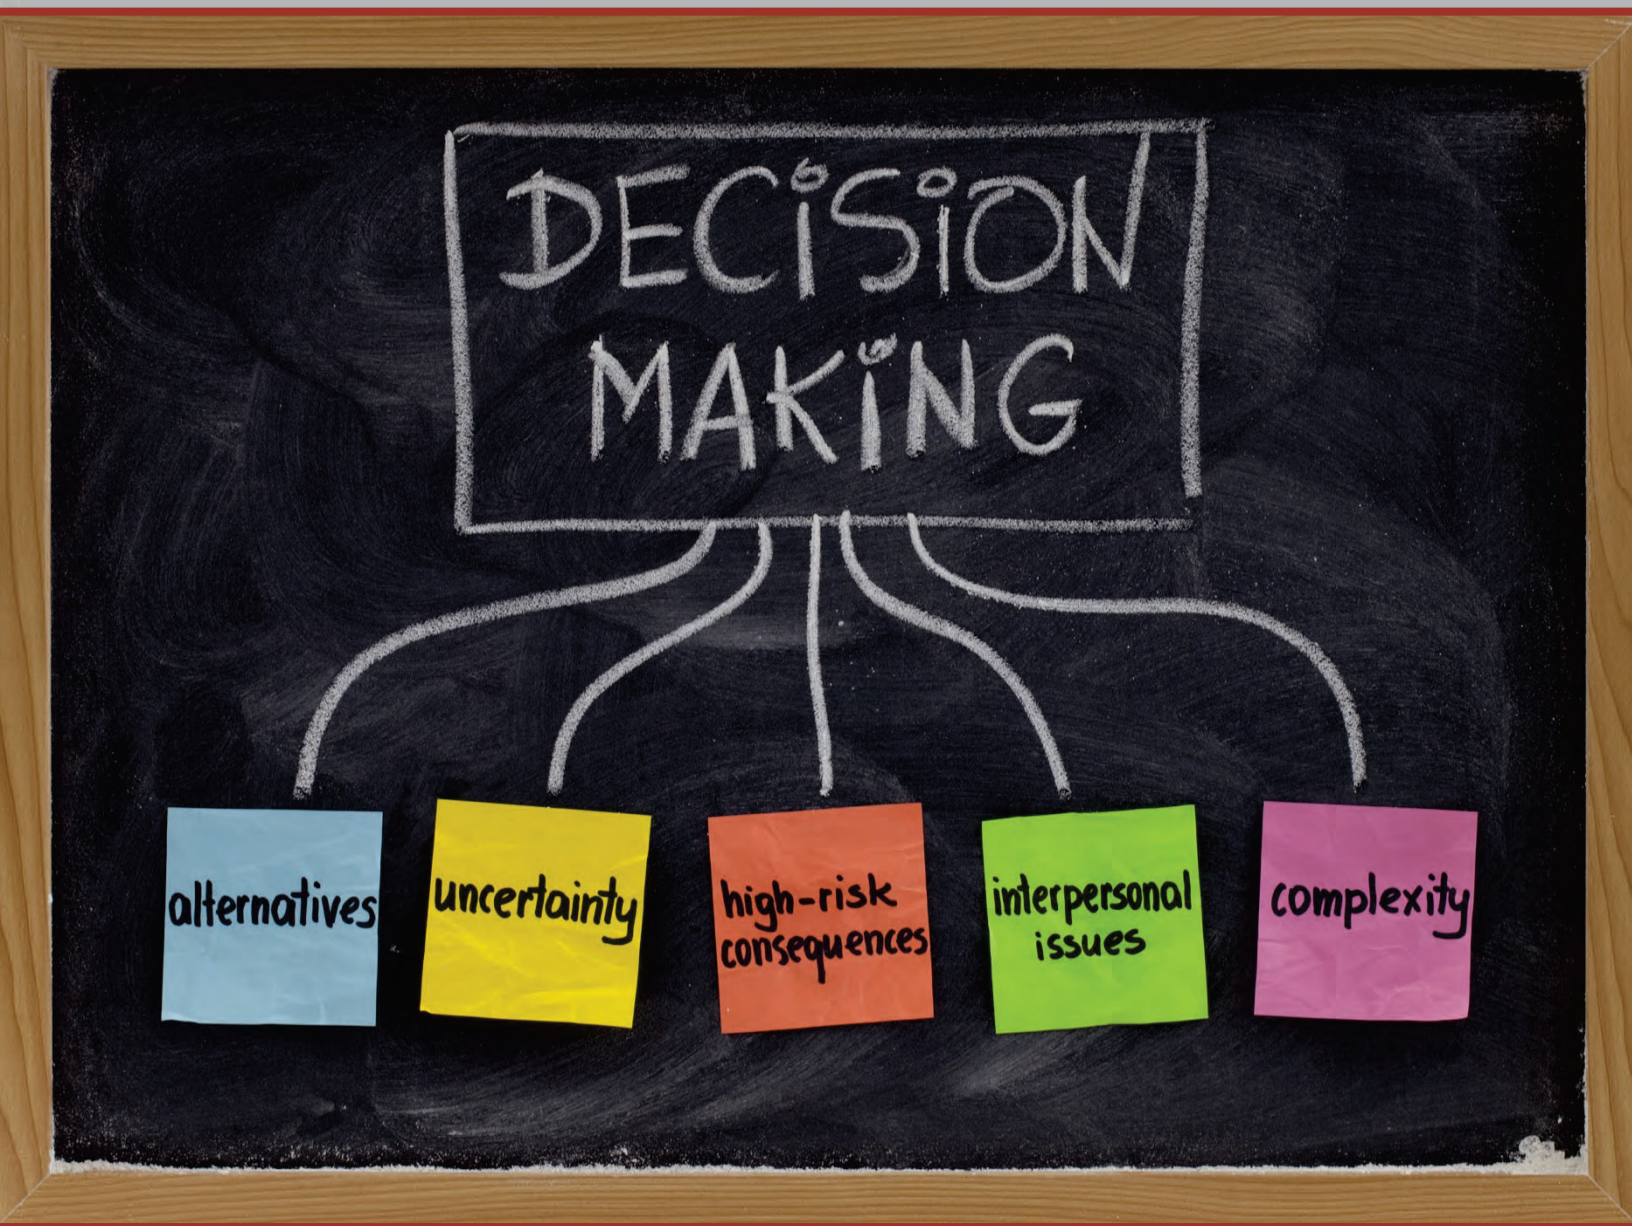 DECiSiON
MAKiNG
alternatives
uncertainty
high-risk
consequences
interpersonal
issues
complexity